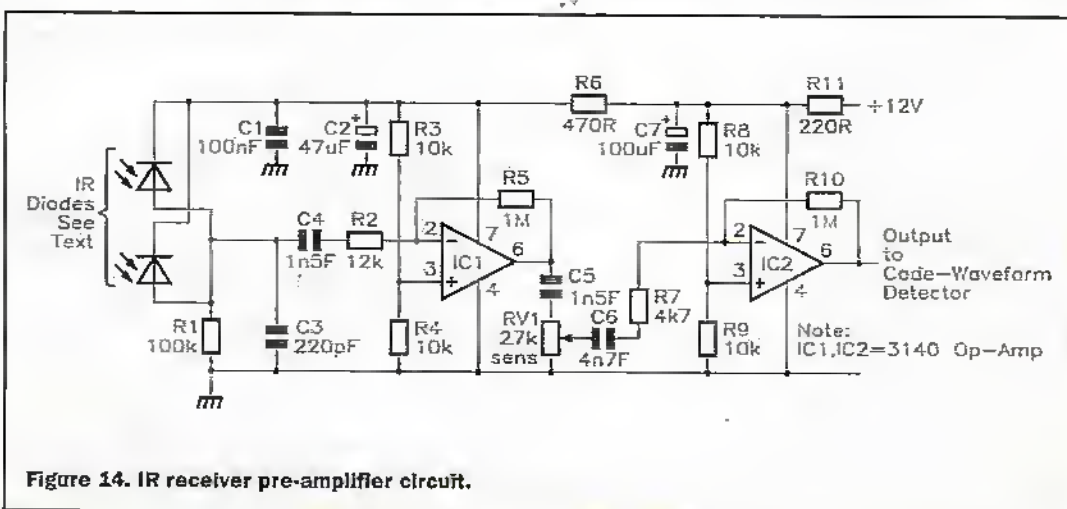 R6
470R
R11
220R
+12V
C1
100nF
C2
+
47uF
R3
10k
C7
+
100uF
R8
10k
IR
Diodes
See
Text
R5
1M
R10
1M
C4
1n5F
R2
12k
2
-
7
6
IC1
3
+
4
2
-
7
6
IC2
3
+
4
Output
to
Code-Waveform
Detector
C5
1n5F
R7
4k7
R1
100k
C3
220pF
R4
10k
RV1
27k
sens
C6
4n7F
R9
10k
Note:
IC1,IC2=3140 Op-Amp
Figure 14. IR receiver pre-amplifier circuit.